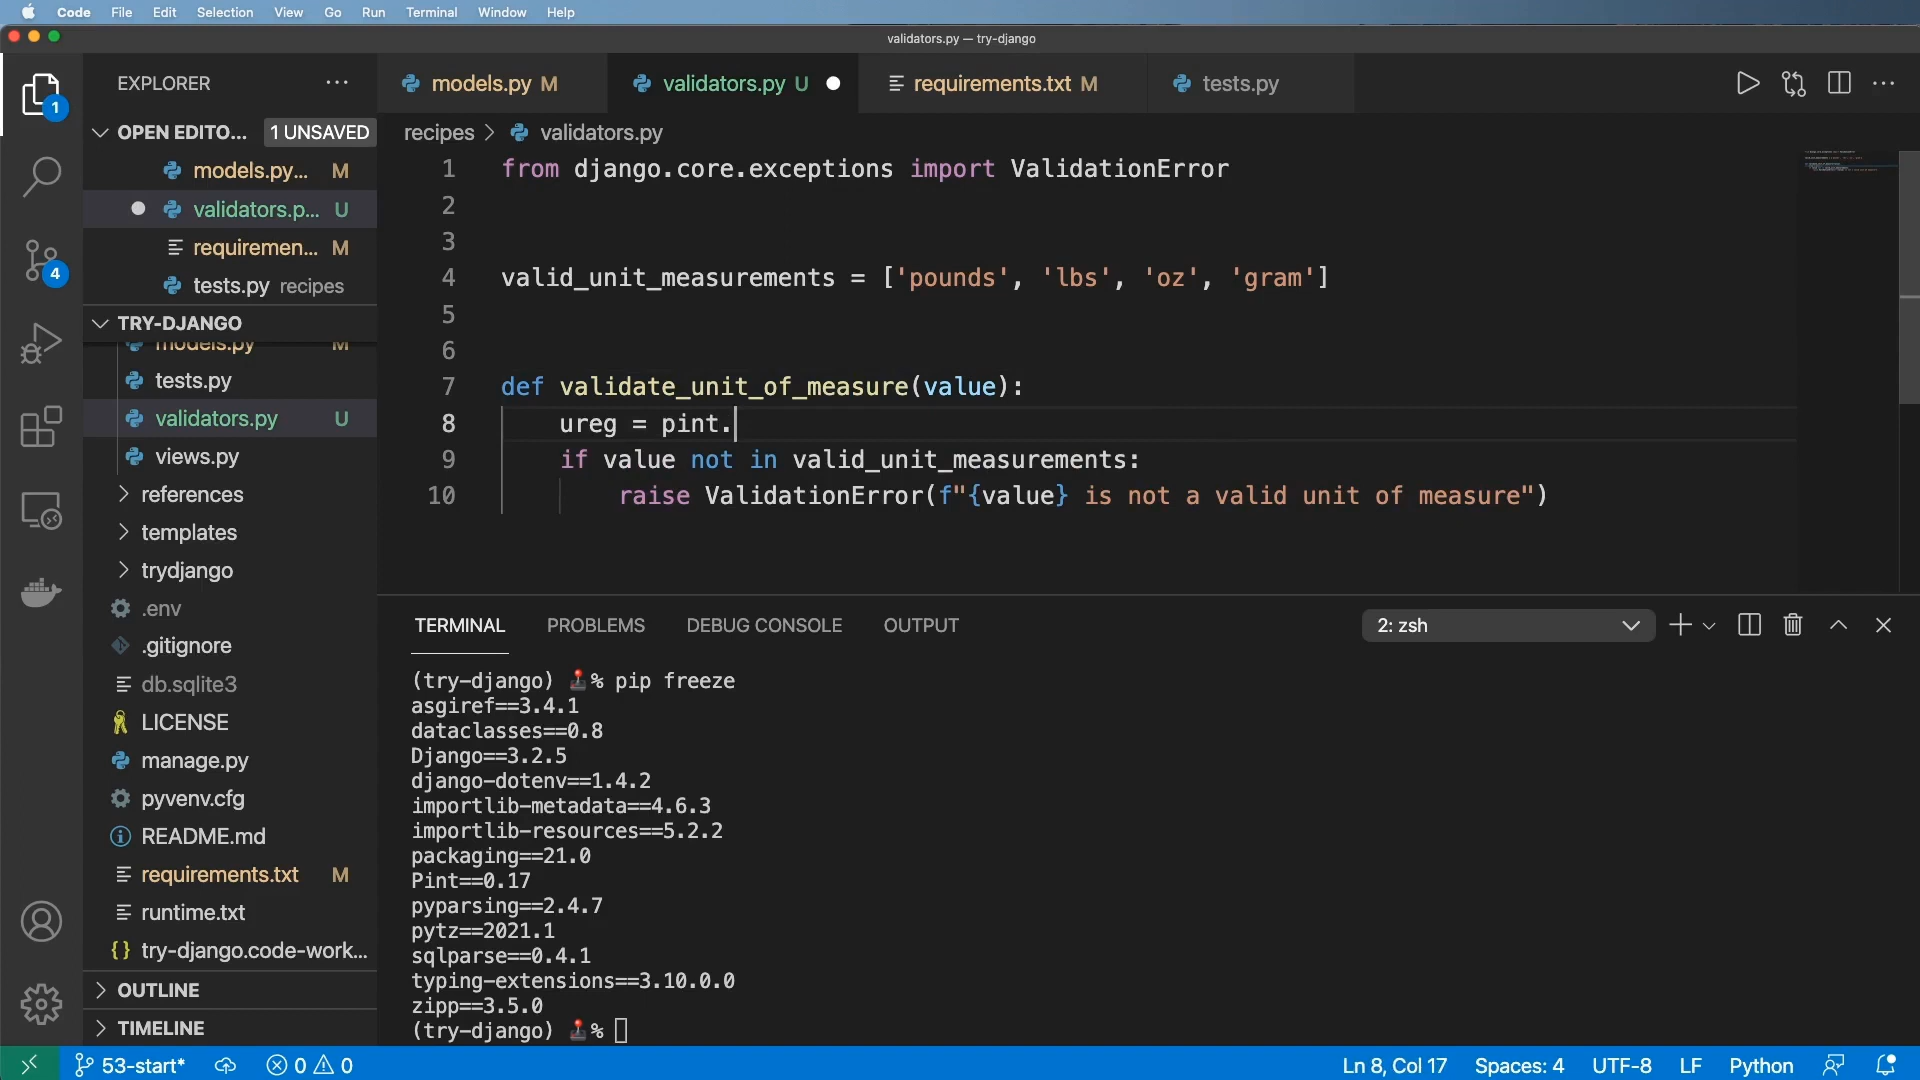 Code File Edit Selection View Go Run Terminal Window Help
validators.py — try-django
EXPLORER
models.py M
validators.py U
requirements.txt M
tests.py
OPEN EDITO... 1 UNSAVED
models.py... M
validators.p... U
requiremen... M
tests.py recipes
TRY-DJANGO
models.py M
tests.py
validators.py U
views.py
references
templates
trydjango
.env
.gitignore
db.sqlite3
LICENSE
manage.py
pyvenv.cfg
README.md
requirements.txt M
runtime.txt
try-django.code-work...
OUTLINE
TIMELINE
1
4
recipes > validators.py
1 from django.core.exceptions import ValidationError
2
3
4 valid_unit_measurements = ['pounds', 'lbs', 'oz', 'gram']
5
6
7 def validate_unit_of_measure(value):
8 ureg = pint.
9 if value not in valid_unit_measurements:
10 raise ValidationError(f"{value} is not a valid unit of measure")
TERMINAL PROBLEMS DEBUG CONSOLE OUTPUT
2: zsh
(try-django) 🕹% pip freeze
asgiref==3.4.1
dataclasses==0.8
Django==3.2.5
django-dotenv==1.4.2
importlib-metadata==4.6.3
importlib-resources==5.2.2
packaging==21.0
Pint==0.17
pyparsing==2.4.7
pytz==2021.1
sqlparse==0.4.1
typing-extensions==3.10.0.0
zipp==3.5.0
(try-django) 🕹%
53-start* 0 0
Ln 8, Col 17 Spaces: 4 UTF-8 LF Python